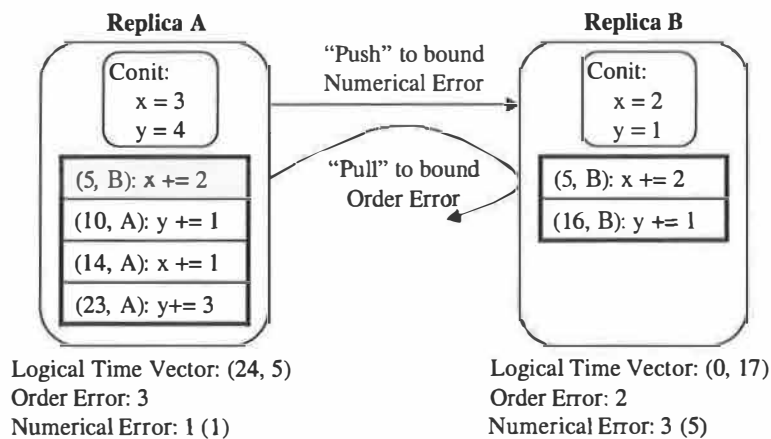 Replica A
Replica B
Conit:
x = 3
y = 4
"Push" to bound
Numerical Error
Conit:
x = 2
y = 1
(5, B): x += 2
(10, A): y += 1
(14, A): x += 1
(23, A): y+= 3
"Pull" to bound
Order Error
(5, B): x += 2
(16, B): y += 1
Logical Time Vector: (24, 5)
Order Error: 3
Numerical Error: 1 (1)
Logical Time Vector: (0, 17)
Order Error: 2
Numerical Error: 3 (5)